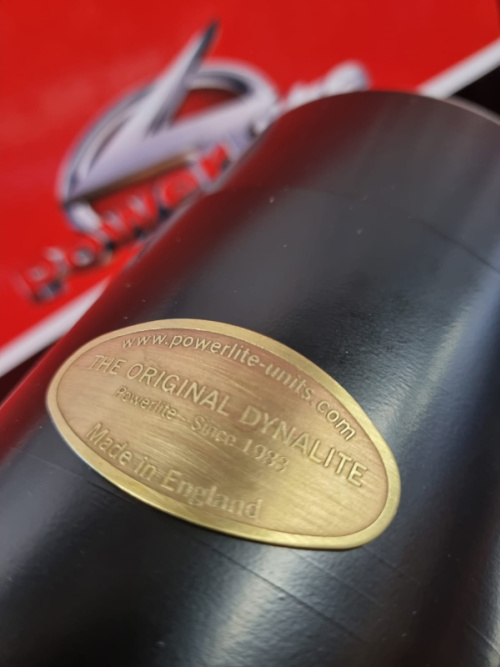 www.powerlite-units.com
THE ORIGINAL DYNALITE
Powerlite - Since 1983
Made in England